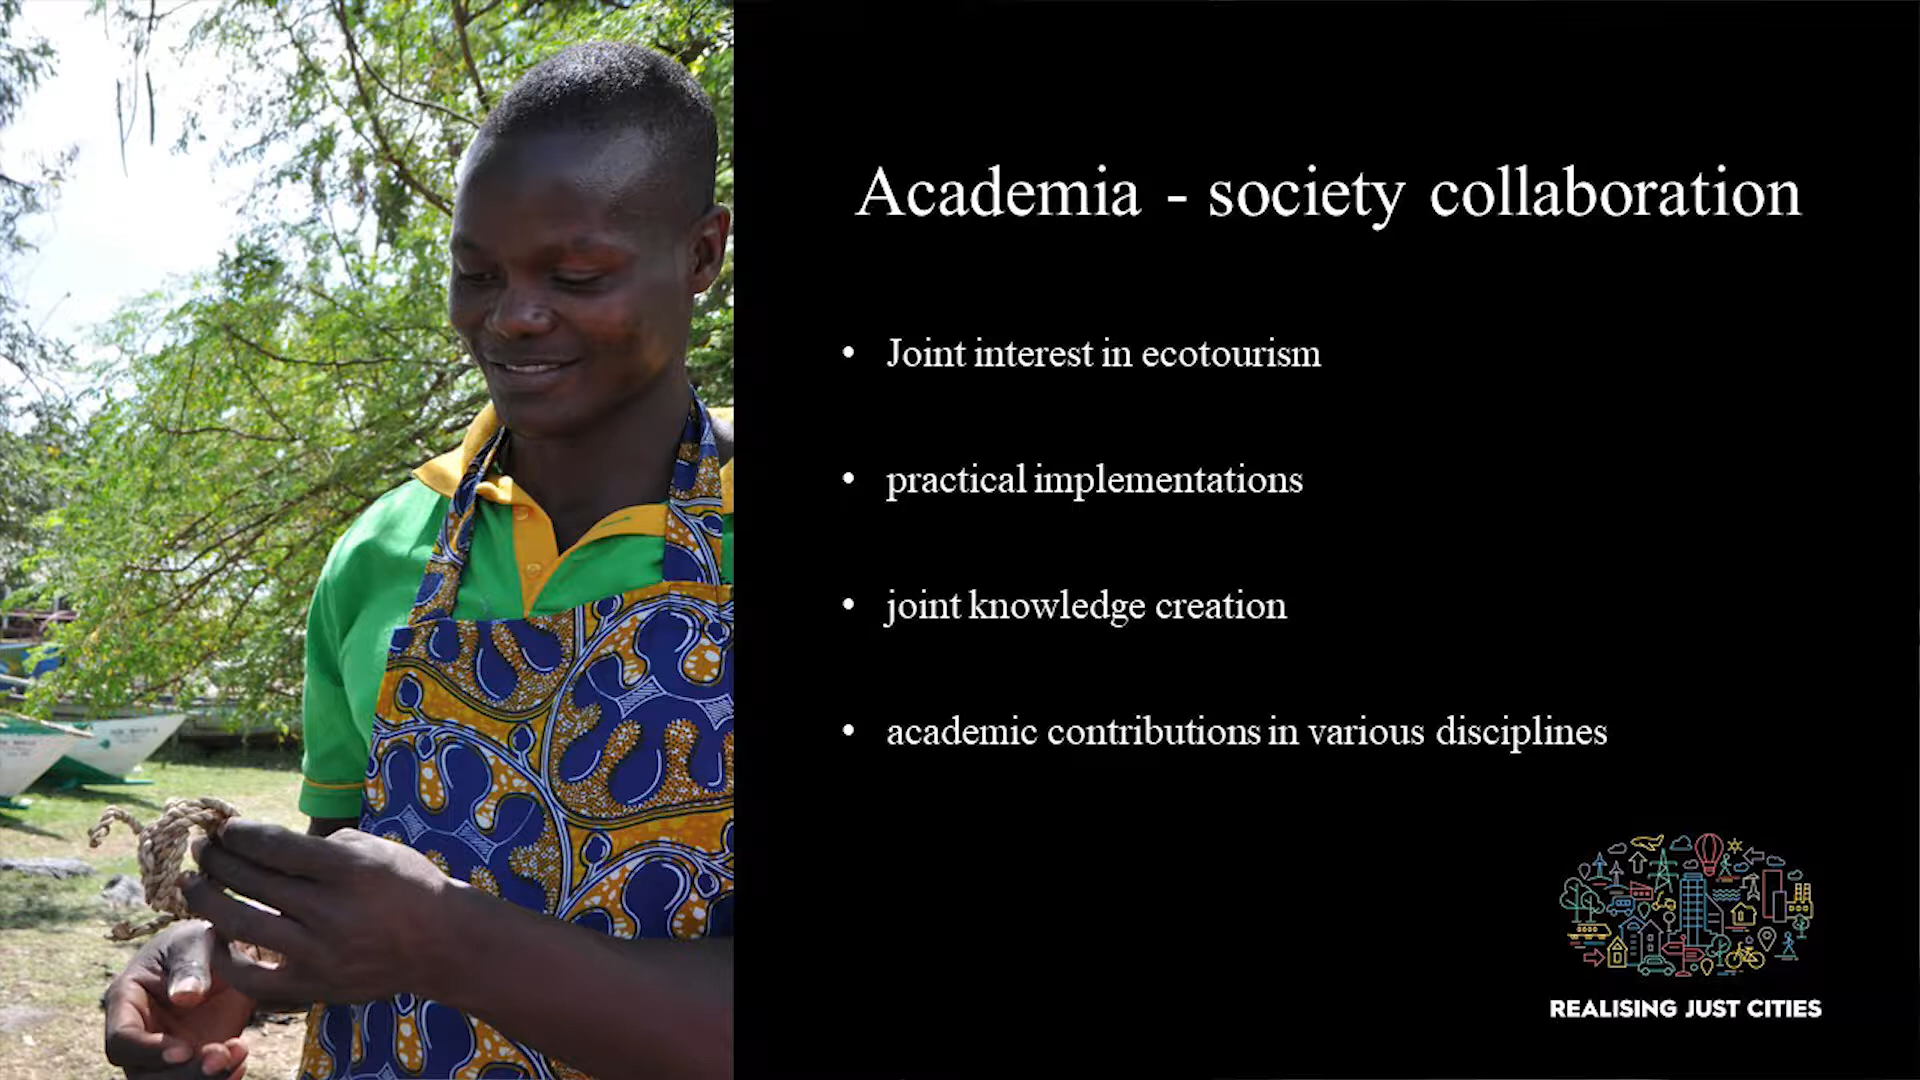 Academia - society collaboration
• Joint interest in ecotourism
• practical implementations
• joint knowledge creation
• academic contributions in various disciplines
REALISING JUST CITIES